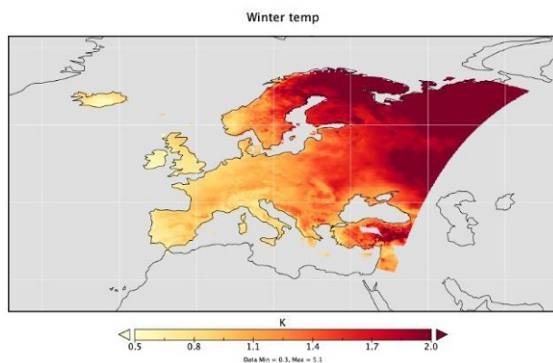 Winter temp
K
0.5 0.8 1.1 1.4 1.7 2.0
Data Min = 0.3, Max = 5.1